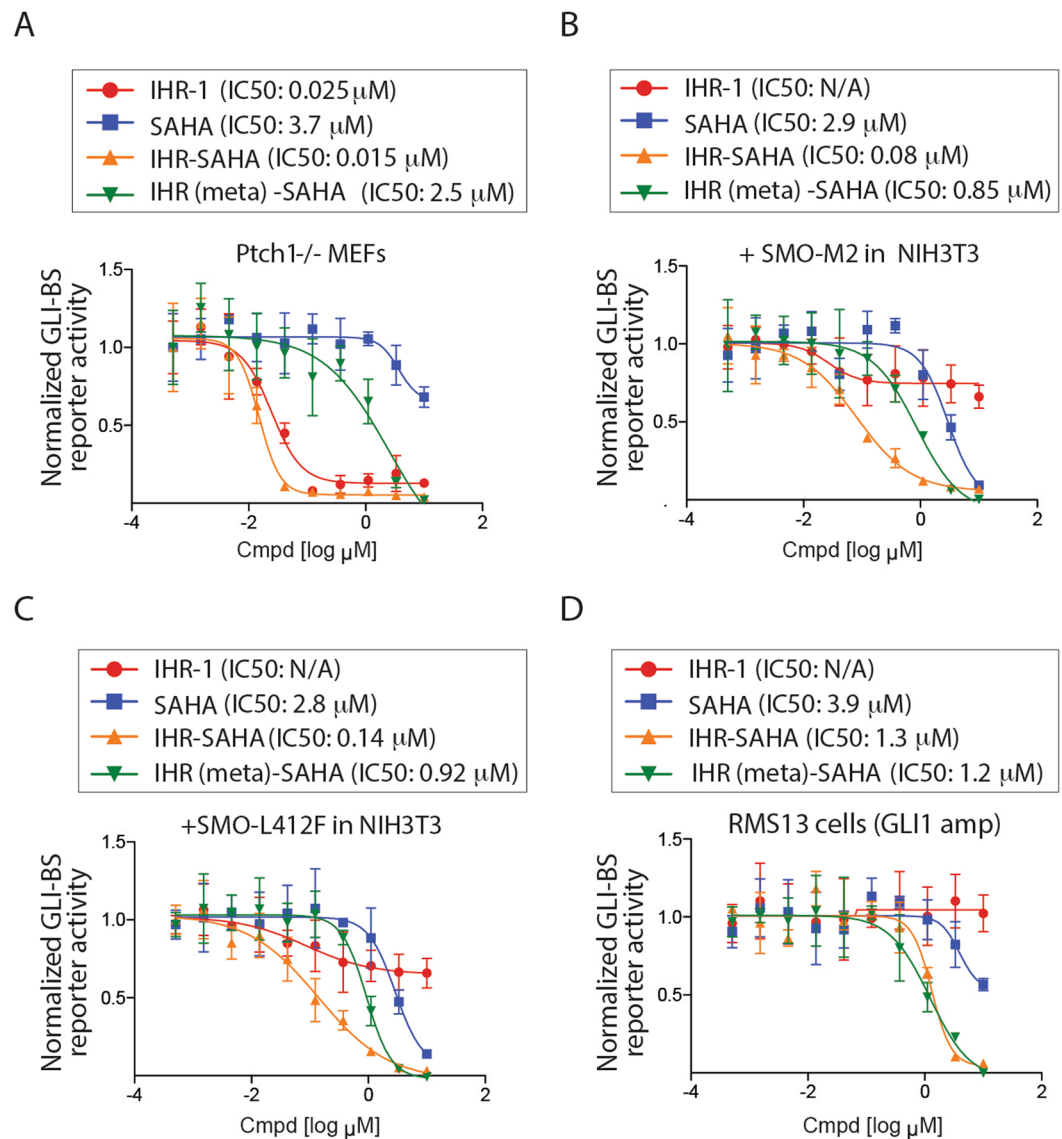 A
IHR-1 (IC50: 0.025 μM)
SAHA (IC50: 3.7 μM)
IHR-SAHA (IC50: 0.015 μM)
IHR (meta) -SAHA (IC50: 2.5 μM)
Ptch1-/- MEFs
Normalized GLI-BS
reporter activity
1.5
1.0
0.5
-4
-2
0
2
Cmpd [log μM]
B
IHR-1 (IC50: N/A)
SAHA (IC50: 2.9 μM)
IHR-SAHA (IC50: 0.08 μM)
IHR (meta) -SAHA (IC50: 0.85 μM)
+ SMO-M2 in NIH3T3
Normalized GLI-BS
reporter activity
1.5
1.0
0.5
-4
-2
0
2
Cmpd [log μM]
C
IHR-1 (IC50: N/A)
SAHA (IC50: 2.8 μM)
IHR-SAHA (IC50: 0.14 μM)
IHR (meta)-SAHA (IC50: 0.92 μM)
+SMO-L412F in NIH3T3
Normalized GLI-BS
reporter activity
1.5
1.0
0.5
-4
-2
0
2
Cmpd [log μM]
D
IHR-1 (IC50: N/A)
SAHA (IC50: 3.9 μM)
IHR-SAHA (IC50: 1.3 μM)
IHR (meta)-SAHA (IC50: 1.2 μM)
RMS13 cells (GLI1 amp)
Normalized GLI-BS
reporter activity
1.5
1.0
0.5
-4
-2
0
2
Cmpd [log μM]